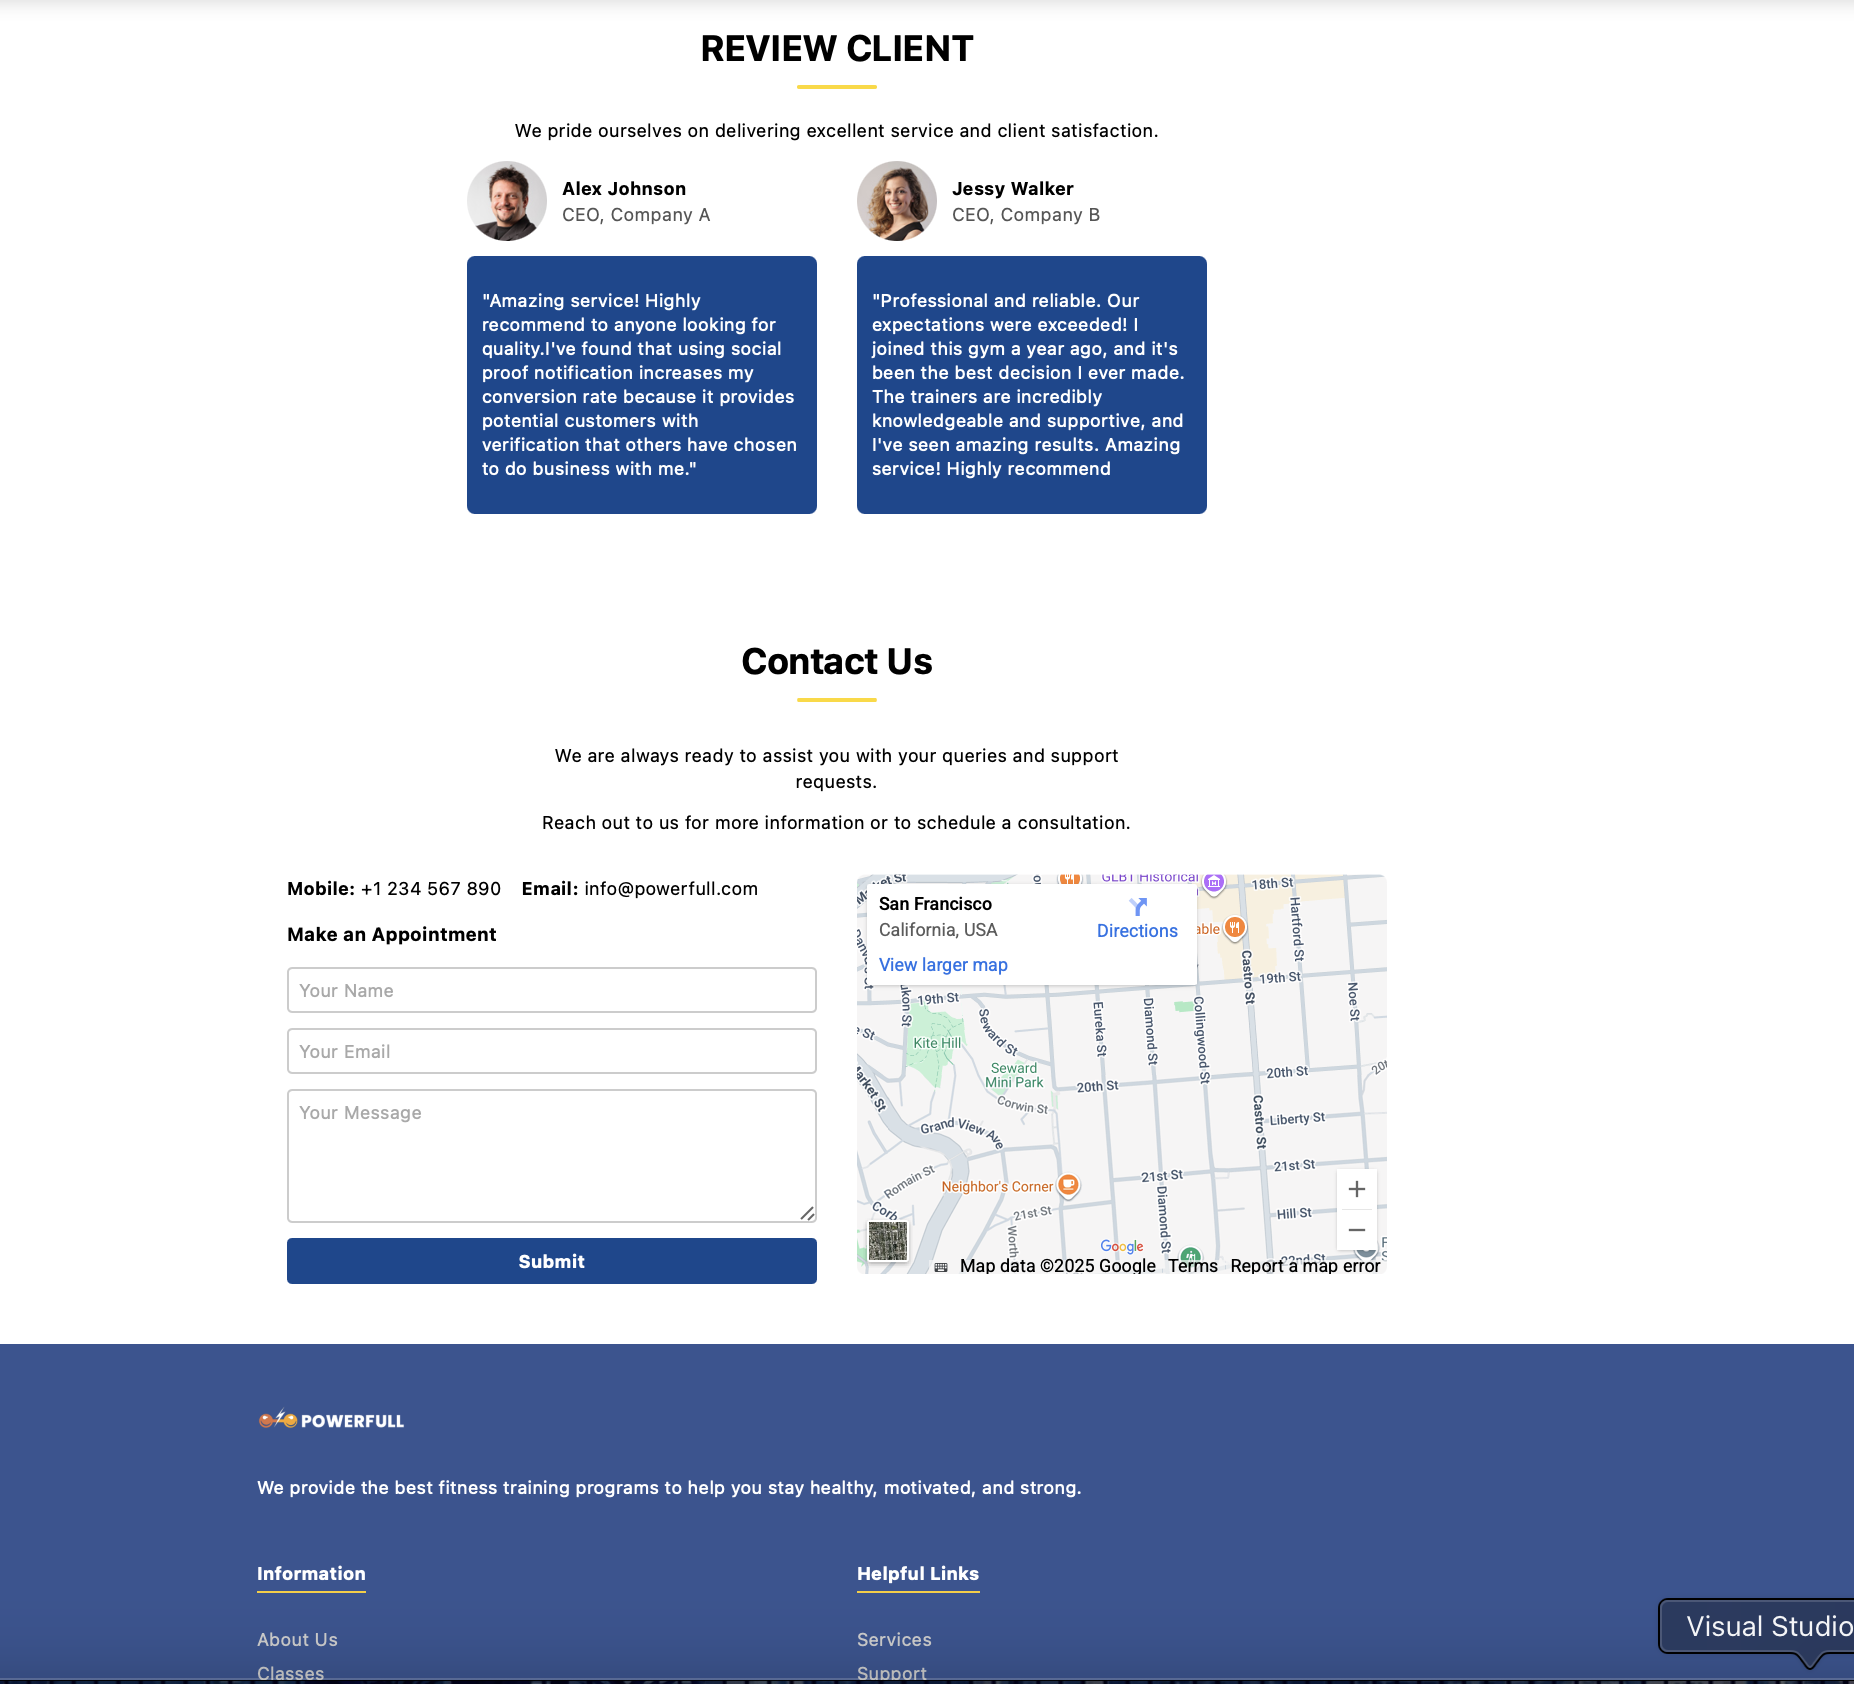 REVIEW CLIENT
We pride ourselves on delivering excellent service and client satisfaction.
Alex Johnson
CEO, Company A
"Amazing service! Highly
recommend to anyone looking for
quality.I've found that using social
proof notification increases my
conversion rate because it provides
potential customers with
verification that others have chosen
to do business with me."
Jessy Walker
CEO, Company B
"Professional and reliable. Our
expectations were exceeded! I
joined this gym a year ago, and it's
been the best decision I ever made.
The trainers are incredibly
knowledgeable and supportive, and
I've seen amazing results. Amazing
service! Highly recommend
Contact Us
We are always ready to assist you with your queries and support
requests.
Reach out to us for more information or to schedule a consultation.
Mobile: +1 234 567 890 Email: info@powerfull.com
Make an Appointment
Your Name
Your Email
Your Message
Submit
San Francisco
California, USA
Directions
View larger map
GLBT Historical
18th St
Hartford St
Castro St
19th St
Noe St
19th St
Seward St
Eureka St
Diamond St
Collingwood St
Kite Hill
Seward
Mini Park
20th St
20th St
Market St
Corwin St
Grand View Ave
Castro St
Liberty St
21st St
21st St
Romain St
Neighbor's Corner
Diamond St
Hill St
21st St
Google
22nd St
Map data ©2025 Google Terms Report a map error
POWERFULL
We provide the best fitness training programs to help you stay healthy, motivated, and strong.
Information
About Us
Classes
Helpful Links
Services
Support
Visual Studio